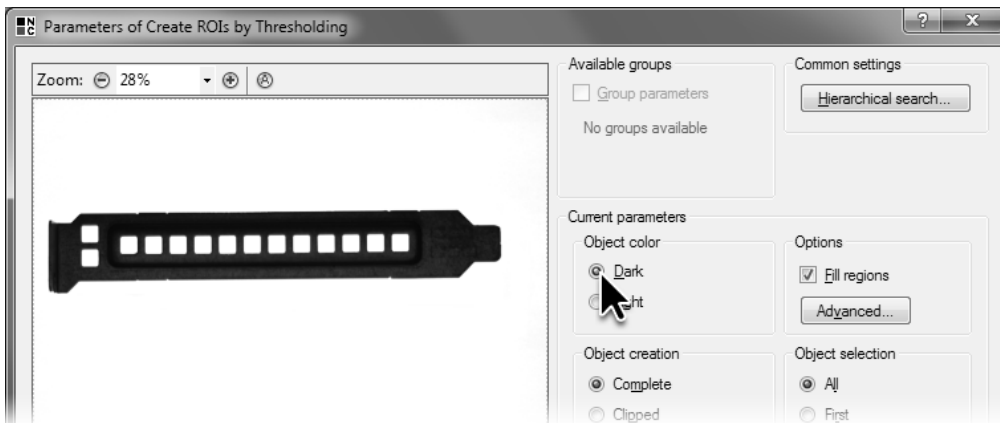 NC Parameters of Create ROIs by Thresholding
Zoom: 28%
Available groups
Group parameters
No groups available
Common settings
Hierarchical search...
Current parameters
Object color
Dark
Options
Fill regions
Advanced...
Object creation
Complete
Clipped
Object selection
All
First